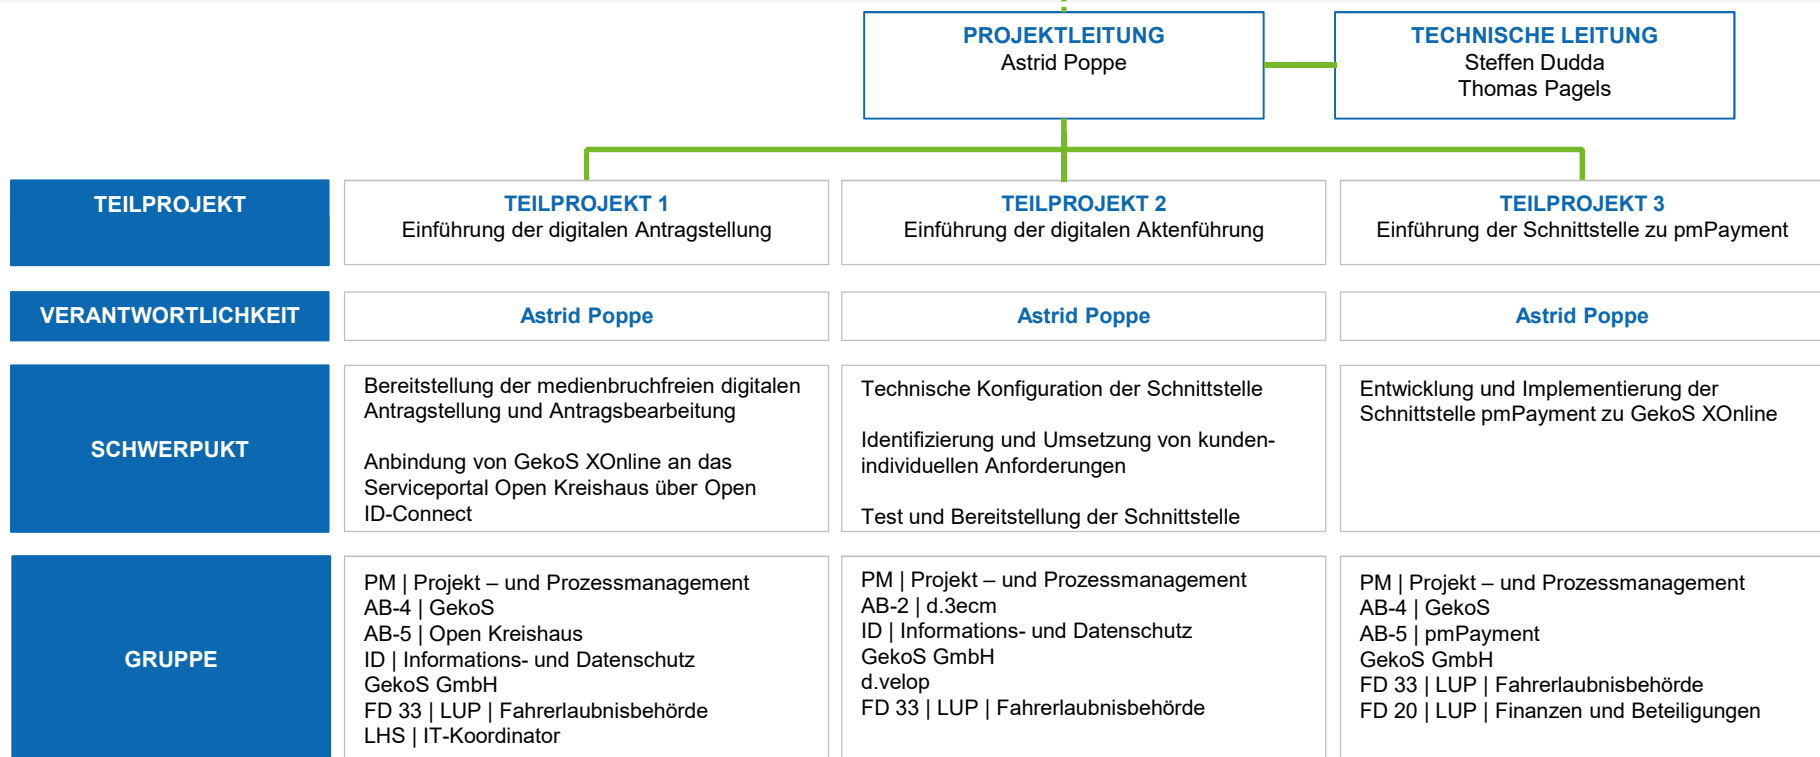 PROJEKTLEITUNG
Astrid Poppe
TECHNISCHE LEITUNG
Steffen Dudda
Thomas Pagels
TEILPROJEKT
TEILPROJEKT 1
Einführung der digitalen Antragstellung
TEILPROJEKT 2
Einführung der digitalen Aktenführung
TEILPROJEKT 3
Einführung der Schnittstelle zu pmPayment
VERANTWORTLICHKEIT
Astrid Poppe
Astrid Poppe
Astrid Poppe
SCHWERPUKT
Bereitstellung der medienbruchfreien digitalen
Antragstellung und Antragsbearbeitung
Anbindung von GekoS XOnline an das
Serviceportal Open Kreishaus über Open
ID-Connect
Technische Konfiguration der Schnittstelle
Identifizierung und Umsetzung von kunden-
individuellen Anforderungen
Test und Bereitstellung der Schnittstelle
Entwicklung und Implementierung der
Schnittstelle pmPayment zu GekoS XOnline
GRUPPE
PM | Projekt – und Prozessmanagement
AB-4 | GekoS
AB-5 | Open Kreishaus
ID | Informations- und Datenschutz
GekoS GmbH
FD 33 | LUP | Fahrerlaubnisbehörde
LHS | IT-Koordinator
PM | Projekt – und Prozessmanagement
AB-2 | d.3ecm
ID | Informations- und Datenschutz
GekoS GmbH
d.velop
FD 33 | LUP | Fahrerlaubnisbehörde
PM | Projekt – und Prozessmanagement
AB-4 | GekoS
AB-5 | pmPayment
GekoS GmbH
FD 33 | LUP | Fahrerlaubnisbehörde
FD 20 | LUP | Finanzen und Beteiligungen